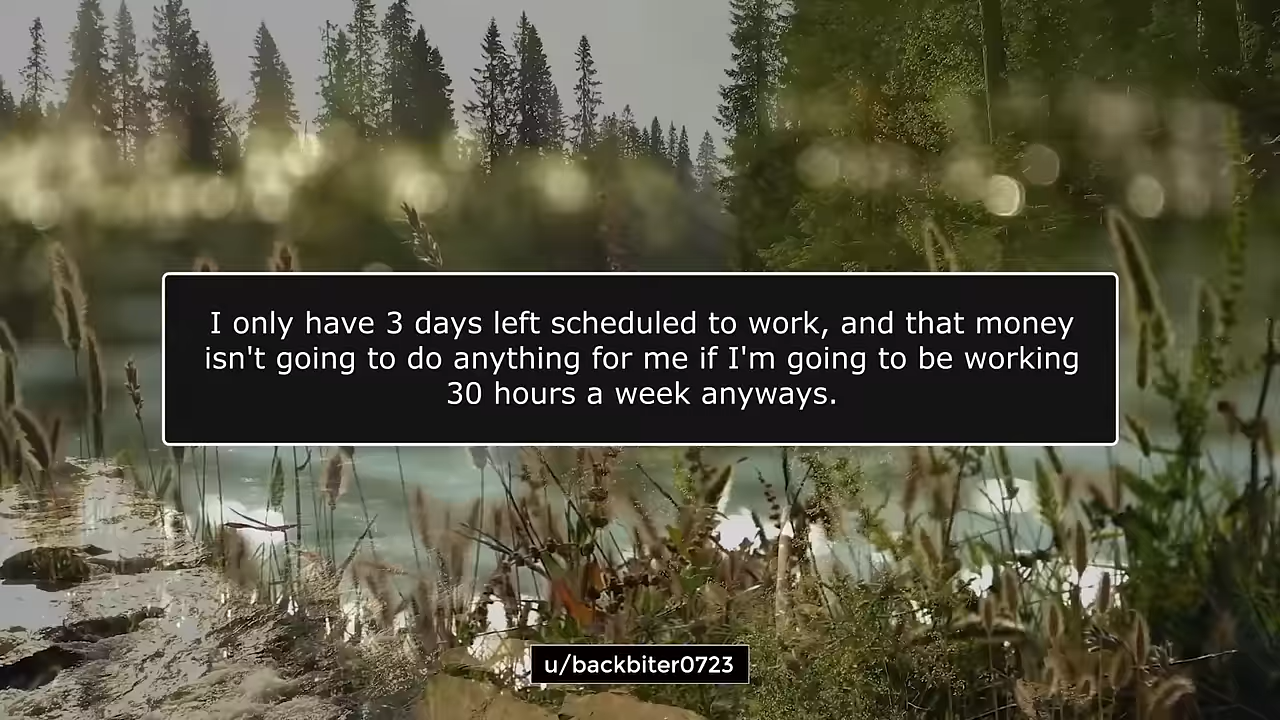 I only have 3 days left scheduled to work, and that money
isn't going to do anything for me if I'm going to be working
30 hours a week anyways.
u/backbiter0723